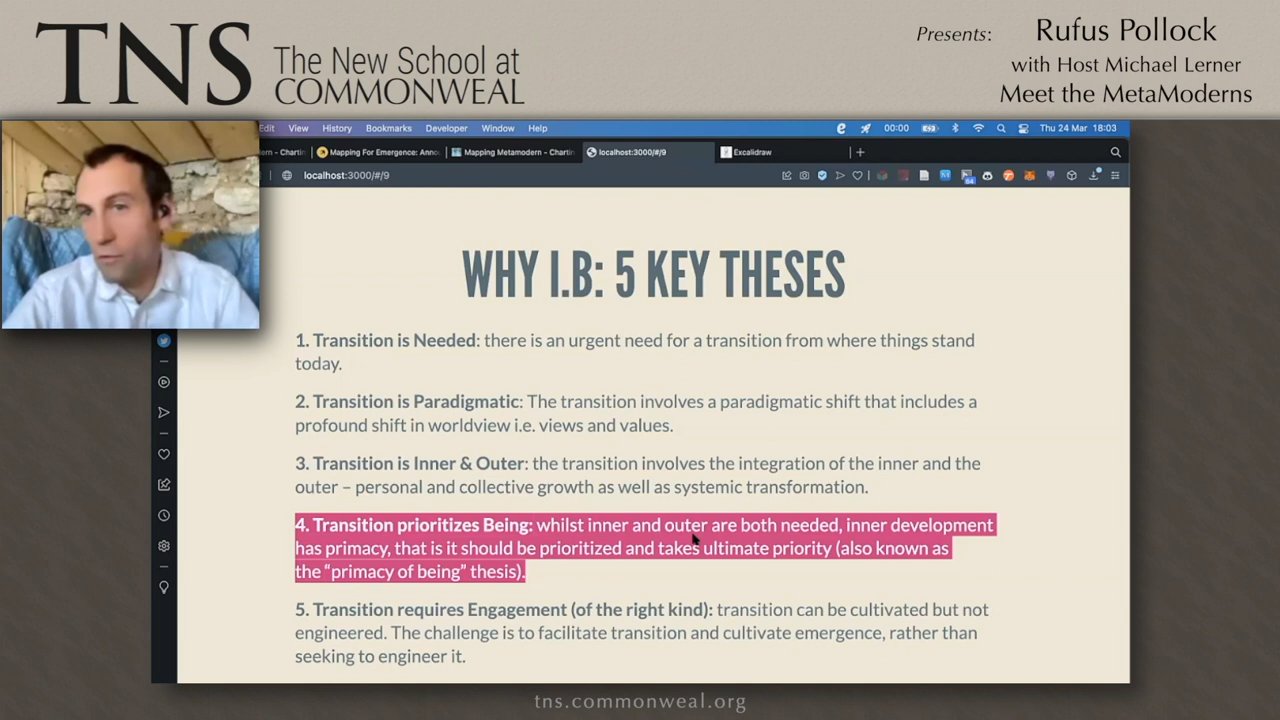 TNS
The New School at
COMMONWEAL
Presents: Rufus Pollock
with Host Michael Lerner
Meet the MetaModerns
Edit View History Bookmarks Developer Window Help 00:00 Thu 24 Mar 18:03
ern - Chartin Mapping For Emergence: Anno Mapping Metamodern - Chartin localhost:3000/#/9 Excalidraw
localhost:3000/#/9
64
WHY I.B: 5 KEY THESES
1. Transition is Needed: there is an urgent need for a transition from where things stand
today.
2. Transition is Paradigmatic: The transition involves a paradigmatic shift that includes a
profound shift in worldview i.e. views and values.
3. Transition is Inner & Outer: the transition involves the integration of the inner and the
outer – personal and collective growth as well as systemic transformation.
4. Transition prioritizes Being: whilst inner and outer are both needed, inner development
has primacy, that is it should be prioritized and takes ultimate priority (also known as
the “primacy of being” thesis).
5. Transition requires Engagement (of the right kind): transition can be cultivated but not
engineered. The challenge is to facilitate transition and cultivate emergence, rather than
seeking to engineer it.
tns.commonweal.org